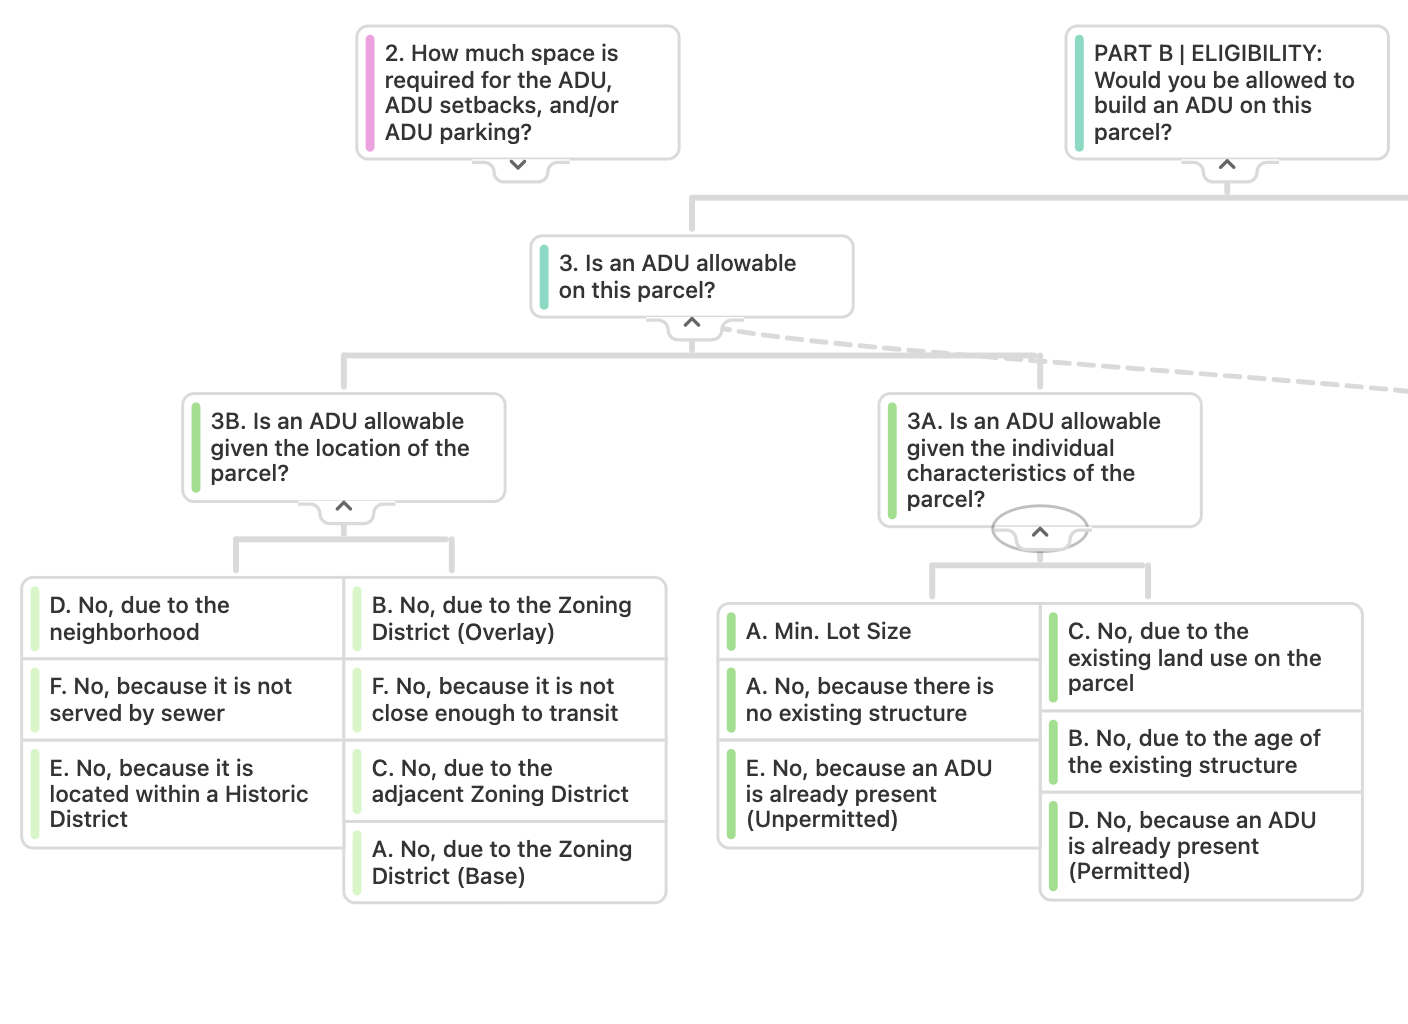 2. How much space is
required for the ADU,
ADU setbacks, and/or
ADU parking?
PART B | ELIGIBILITY:
Would you be allowed to
build an ADU on this
parcel?
3. Is an ADU allowable
on this parcel?
3B. Is an ADU allowable
given the location of the
parcel?
3A. Is an ADU allowable
given the individual
characteristics of the
parcel?
D. No, due to the
neighborhood
F. No, because it is not
served by sewer
E. No, because it is
located within a Historic
District
B. No, due to the Zoning
District (Overlay)
F. No, because it is not
close enough to transit
C. No, due to the
adjacent Zoning District
A. No, due to the Zoning
District (Base)
A. Min. Lot Size
A. No, because there is
no existing structure
E. No, because an ADU
is already present
(Unpermitted)
C. No, due to the
existing land use on the
parcel
B. No, due to the age of
the existing structure
D. No, because an ADU
is already present
(Permitted)